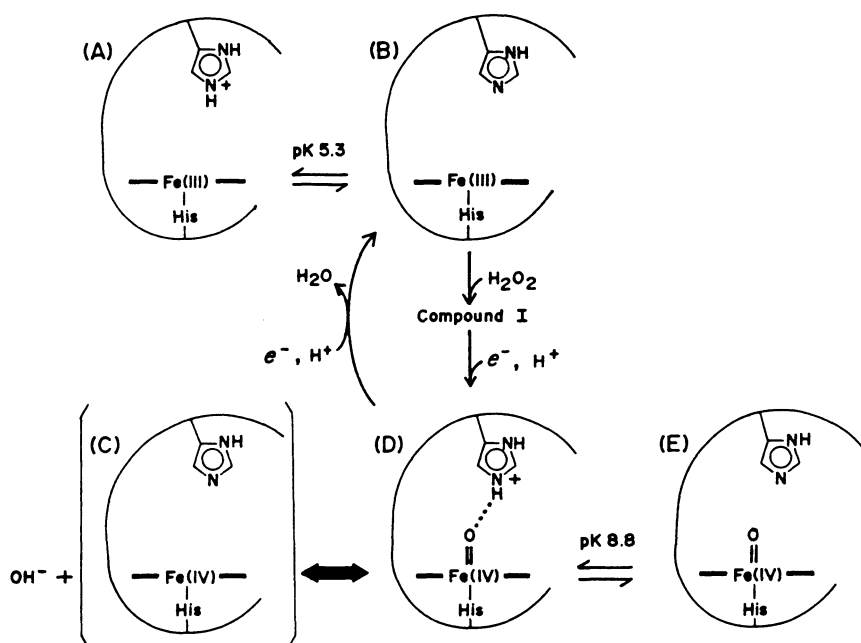 (A)
NH
N
H
+
Fe(III)
His
pK 5.3
(B)
NH
N
Fe(III)
His
H₂O
e⁻, H⁺
H₂O₂
Compound I
e⁻, H⁺
OH⁻ +
(C)
NH
N
Fe(IV)
His
(D)
NH
N
H
+
O
Fe(IV)
His
pK 8.8
(E)
NH
N
O
Fe(IV)
His